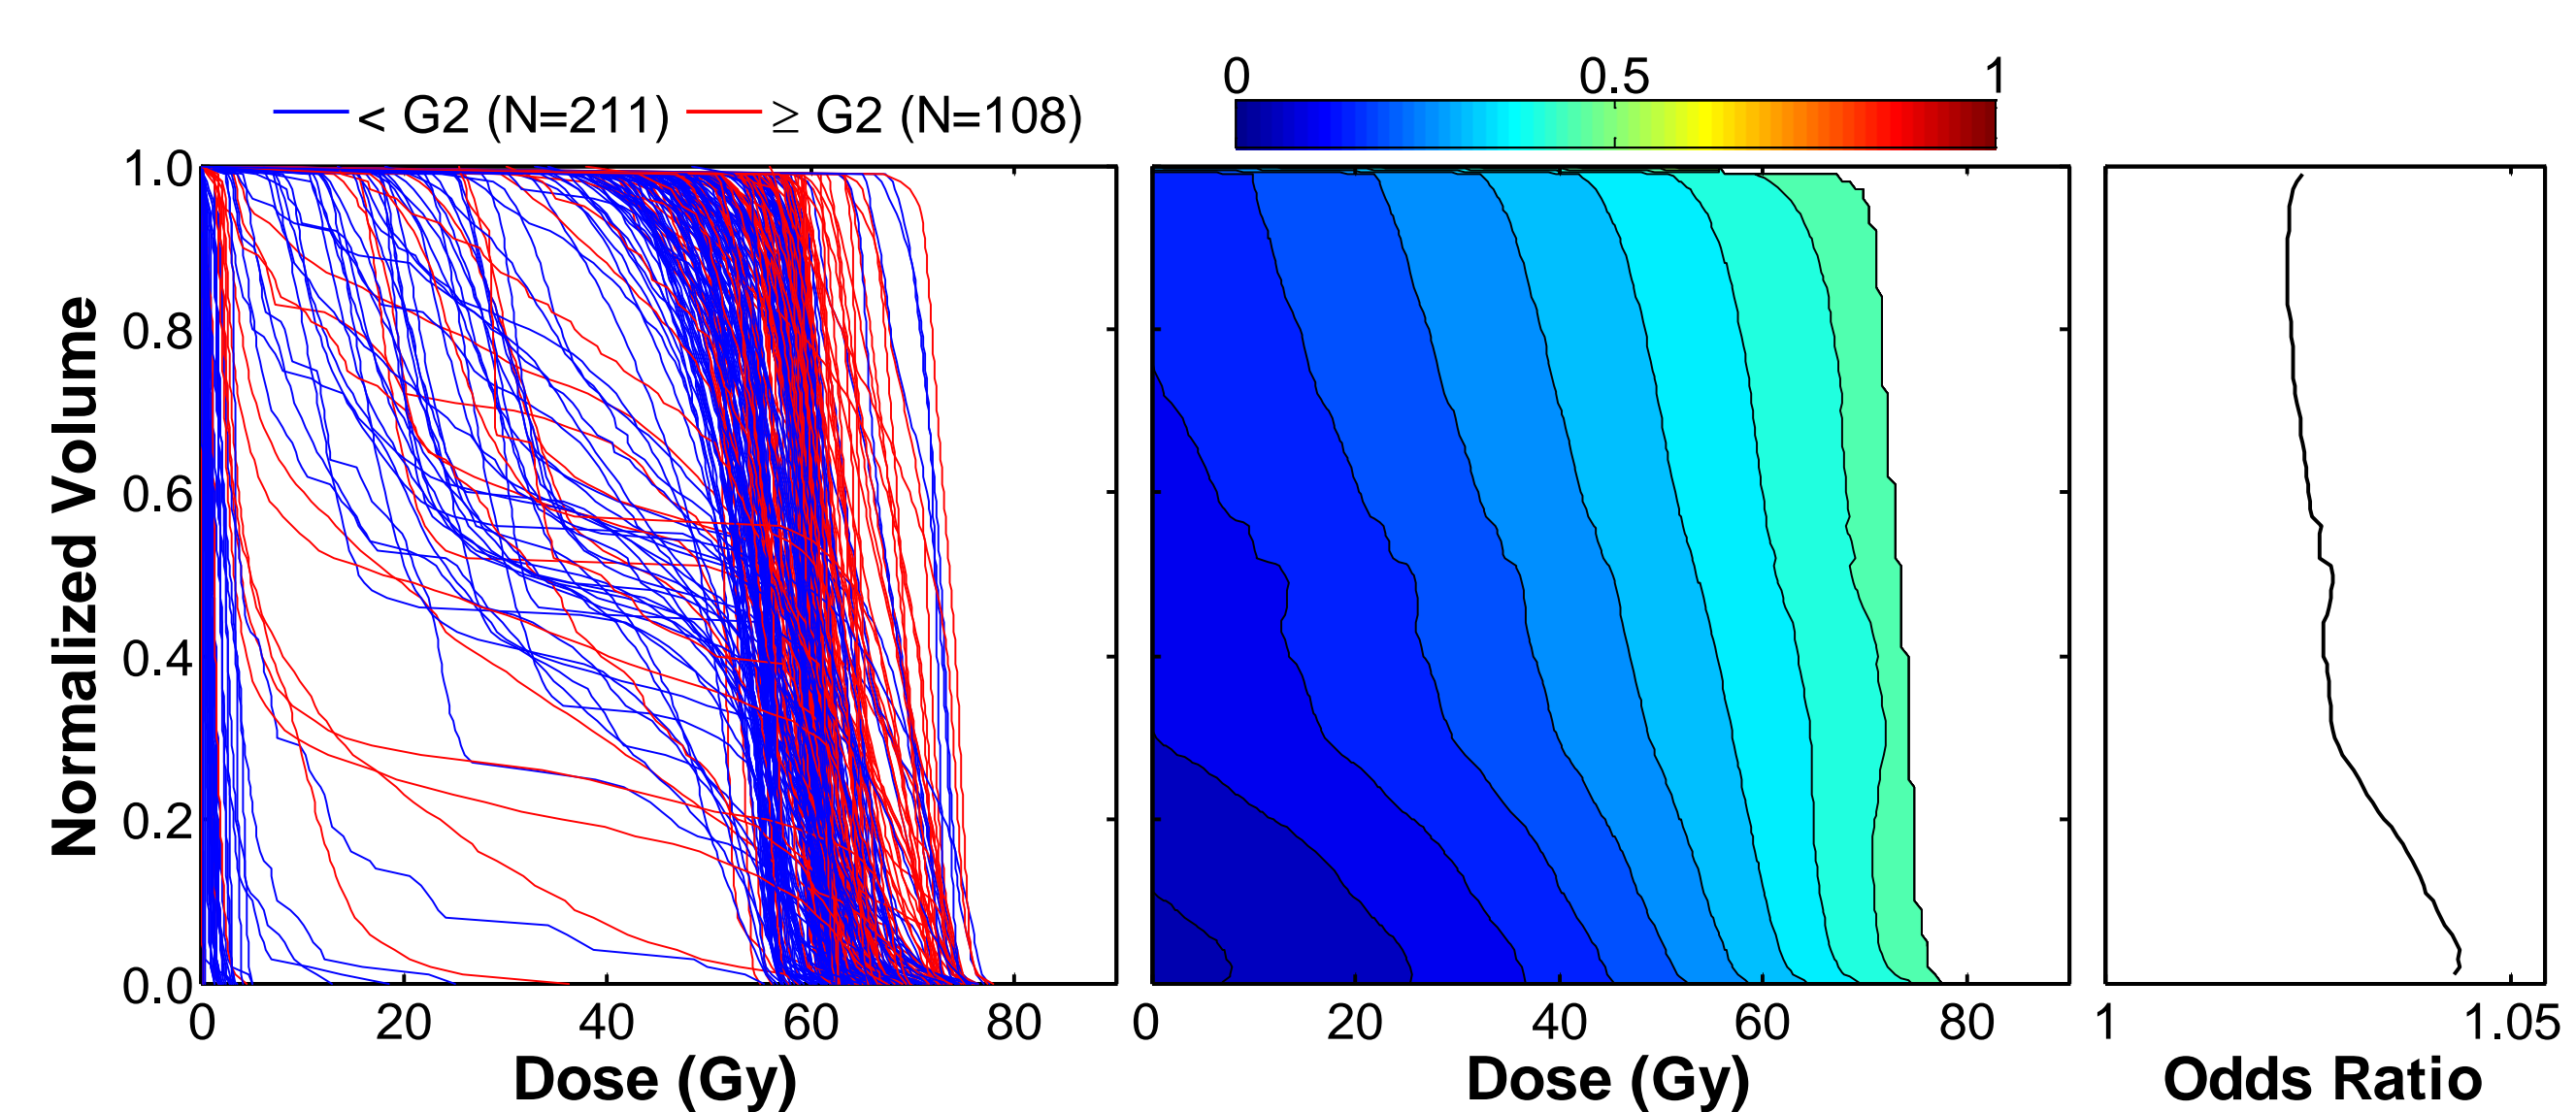 0 0.5 1
< G2 (N=211) ≥ G2 (N=108)
1.0
0.8
0.6
0.4
0.2
0.0
Normalized Volume
0 20 40 60 80
Dose (Gy)
0 20 40 60 80
Dose (Gy)
1 1.05
Odds Ratio